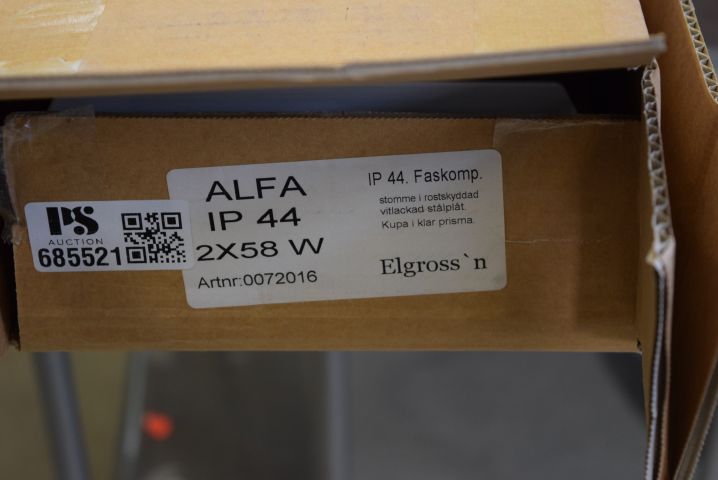 PS
AUCTION
685521
ALFA
IP 44
2X58 W
Artnr:0072016
IP 44. Faskomp.
stomme i rostskyddad
vitlackad stålplåt.
Kupa i klar prisma.
Elgross`n